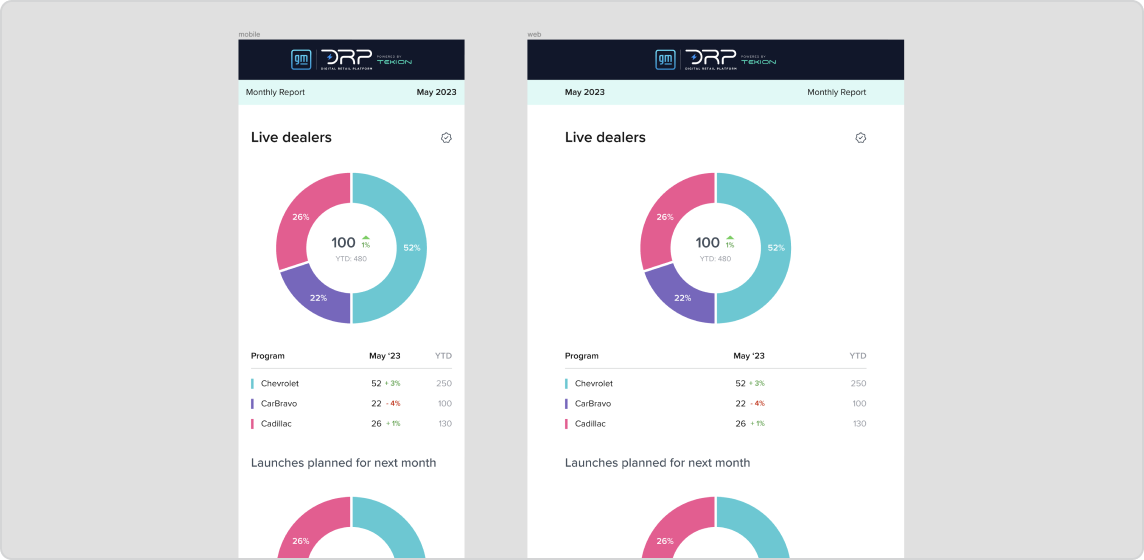 mobile
gm DRP POWERED BY TEKION
DIGITAL RETAIL PLATFORM
Monthly Report May 2023
Live dealers
26%
100 1%
52%
YTD: 480
22%
Program May ‘23 YTD
Chevrolet 52 + 3% 250
CarBravo 22 - 4% 100
Cadillac 26 + 1% 130
Launches planned for next month
26%
web
gm DRP POWERED BY TEKION
DIGITAL RETAIL PLATFORM
May 2023 Monthly Report
Live dealers
26%
100 1%
52%
YTD: 480
22%
Program May ‘23 YTD
Chevrolet 52 + 3% 250
CarBravo 22 - 4% 100
Cadillac 26 + 1% 130
Launches planned for next month
26%